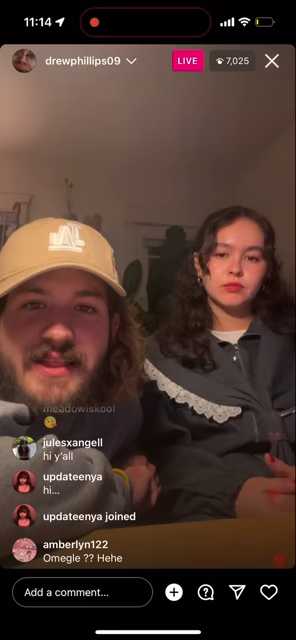 11:14
drewphillips09
LIVE
7,025
LA
meadowiskoof
😘
julesxangell
hi y'all
updateenya
hi...
updateenya joined
amberlyn122
Omegle ?? Hehe
Add a comment...